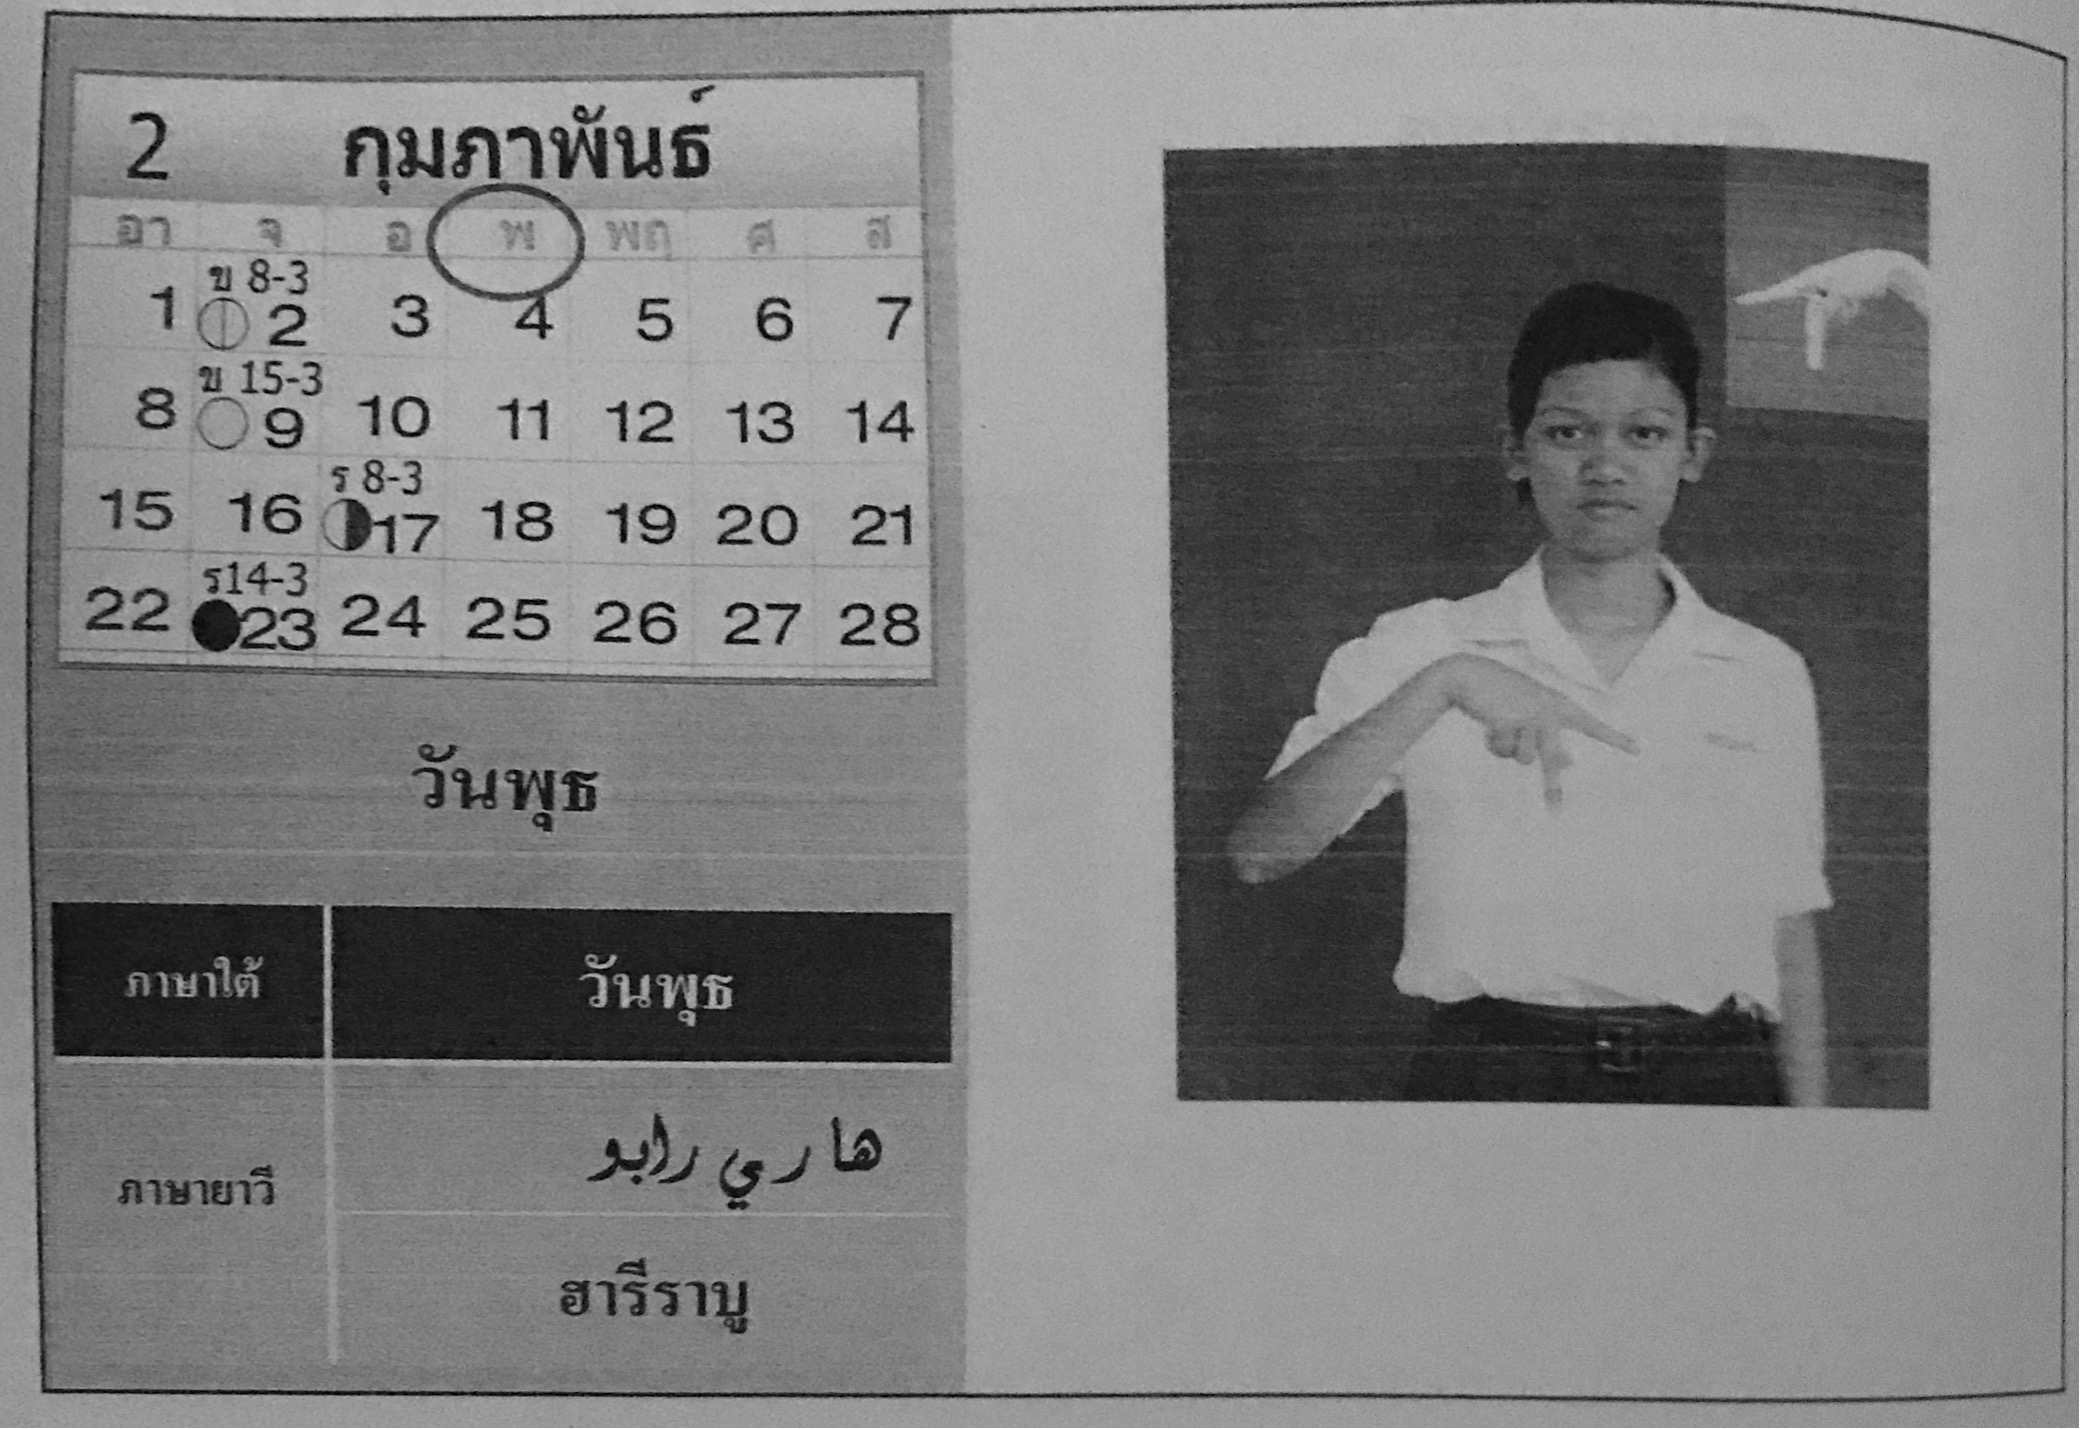 2 กุมภาพันธ์
อา จ อ พ พฤ ศ ส
ข 8-3
1 2 3 4 5 6 7
ข 15-3
8 9 10 11 12 13 14
ร 8-3
15 16 17 18 19 20 21
ร14-3
22 23 24 25 26 27 28
วันพุธ
ภาษาใต้ วันพุธ
ها ري رابو
ภาษายาวี
ฮารีราบู